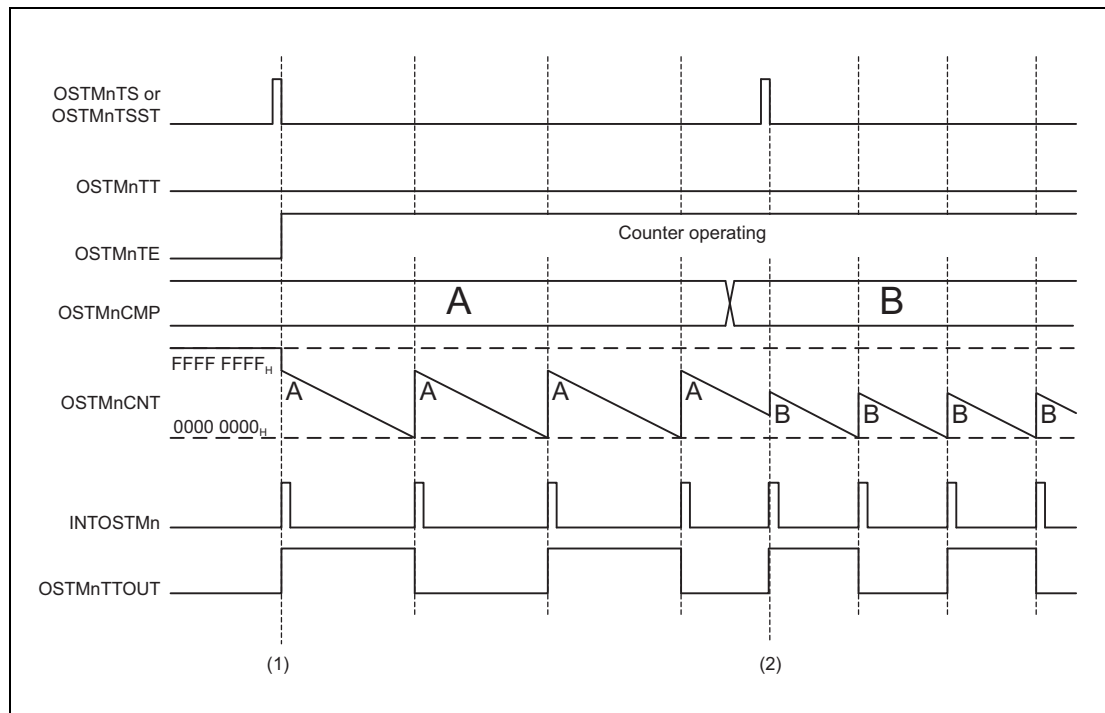 OSTMnTS or
OSTMnTSST
OSTMnTT
OSTMnTE
Counter operating
OSTMnCMP
A
B
FFFF FFFFH
OSTMnCNT
A
A
A
A
B
B
B
B
0000 0000H
INTOSTMn
OSTMnTTOUT
(1)
(2)